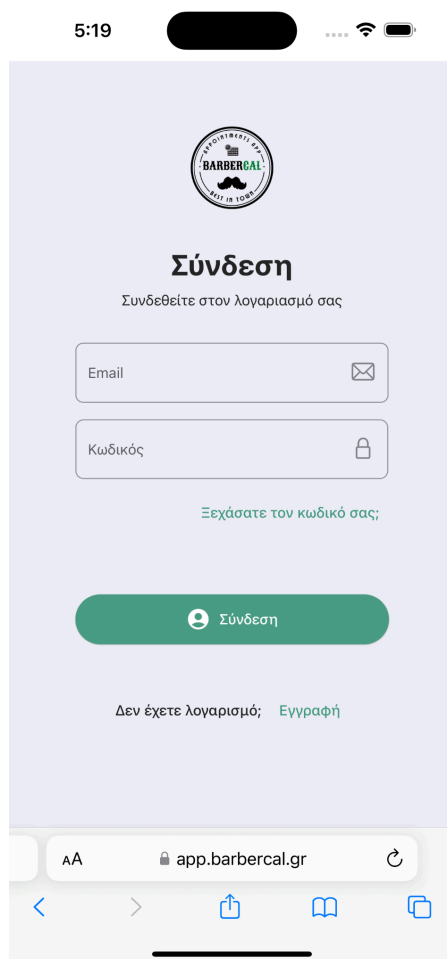 5:19
APPOINTMENTS APP
BARBERCAL
BEST IN TOWN
Σύνδεση
Συνδεθείτε στον λογαριασμό σας
Email
Κωδικός
Ξεχάσατε τον κωδικό σας;
Σύνδεση
Δεν έχετε λογαρισμό; Εγγραφή
AA app.barbercal.gr